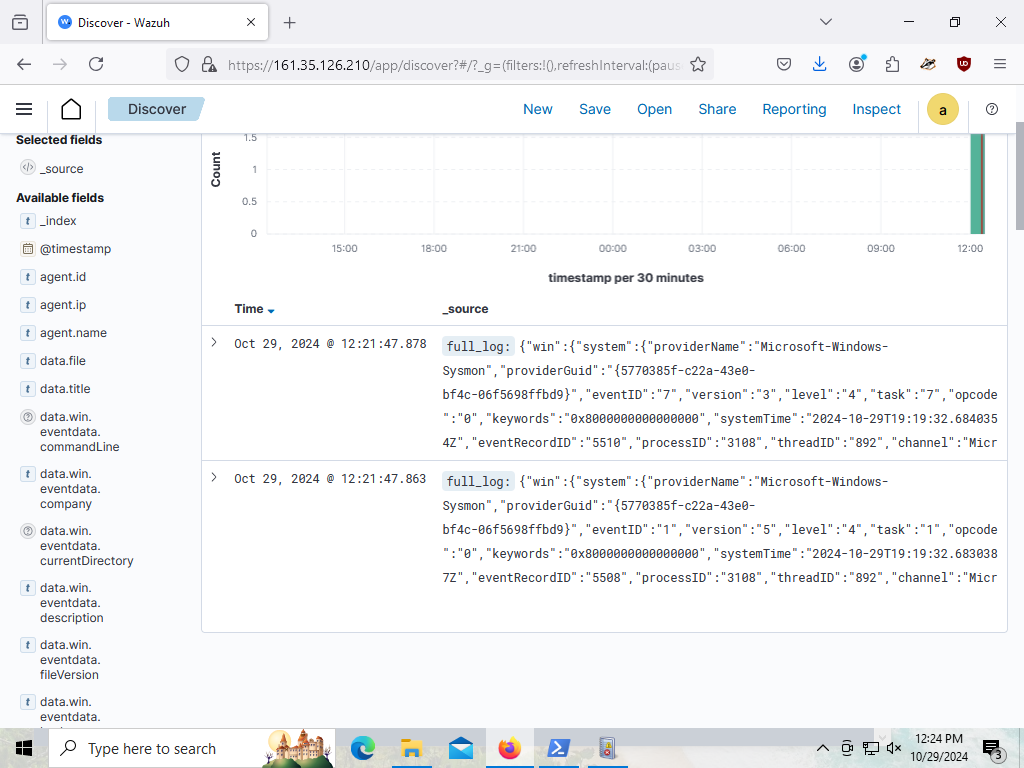 Discover - Wazuh
https://161.35.126.210/app/discover?#/?_g=(filters:!(),refreshInterval:(paus
Discover
New
Save
Open
Share
Reporting
Inspect
a
Selected fields
_source
Available fields
_index
@timestamp
agent.id
agent.ip
agent.name
data.file
data.title
data.win.
eventdata.
commandLine
data.win.
eventdata.
company
data.win.
eventdata.
currentDirectory
data.win.
eventdata.
description
data.win.
eventdata.
fileVersion
data.win.
eventdata.
Count
1.5
1
0.5
0
15:00
18:00
21:00
00:00
03:00
06:00
09:00
12:00
timestamp per 30 minutes
Time
_source
Oct 29, 2024 @ 12:21:47.878
full_log: {"win":{"system":{"providerName":"Microsoft-Windows-
Sysmon","providerGuid":"{5770385f-c22a-43e0-
bf4c-06f5698ffbd9}","eventID":"7","version":"3","level":"4","task":"7","opcode
":"0","keywords":"0x8000000000000000","systemTime":"2024-10-29T19:19:32.684035
4Z","eventRecordID":"5510","processID":"3108","threadID":"892","channel":"Micr
Oct 29, 2024 @ 12:21:47.863
full_log: {"win":{"system":{"providerName":"Microsoft-Windows-
Sysmon","providerGuid":"{5770385f-c22a-43e0-
bf4c-06f5698ffbd9}","eventID":"1","version":"5","level":"4","task":"1","opcode
":"0","keywords":"0x8000000000000000","systemTime":"2024-10-29T19:19:32.683038
7Z","eventRecordID":"5508","processID":"3108","threadID":"892","channel":"Micr
Type here to search
12:24 PM
10/29/2024
3